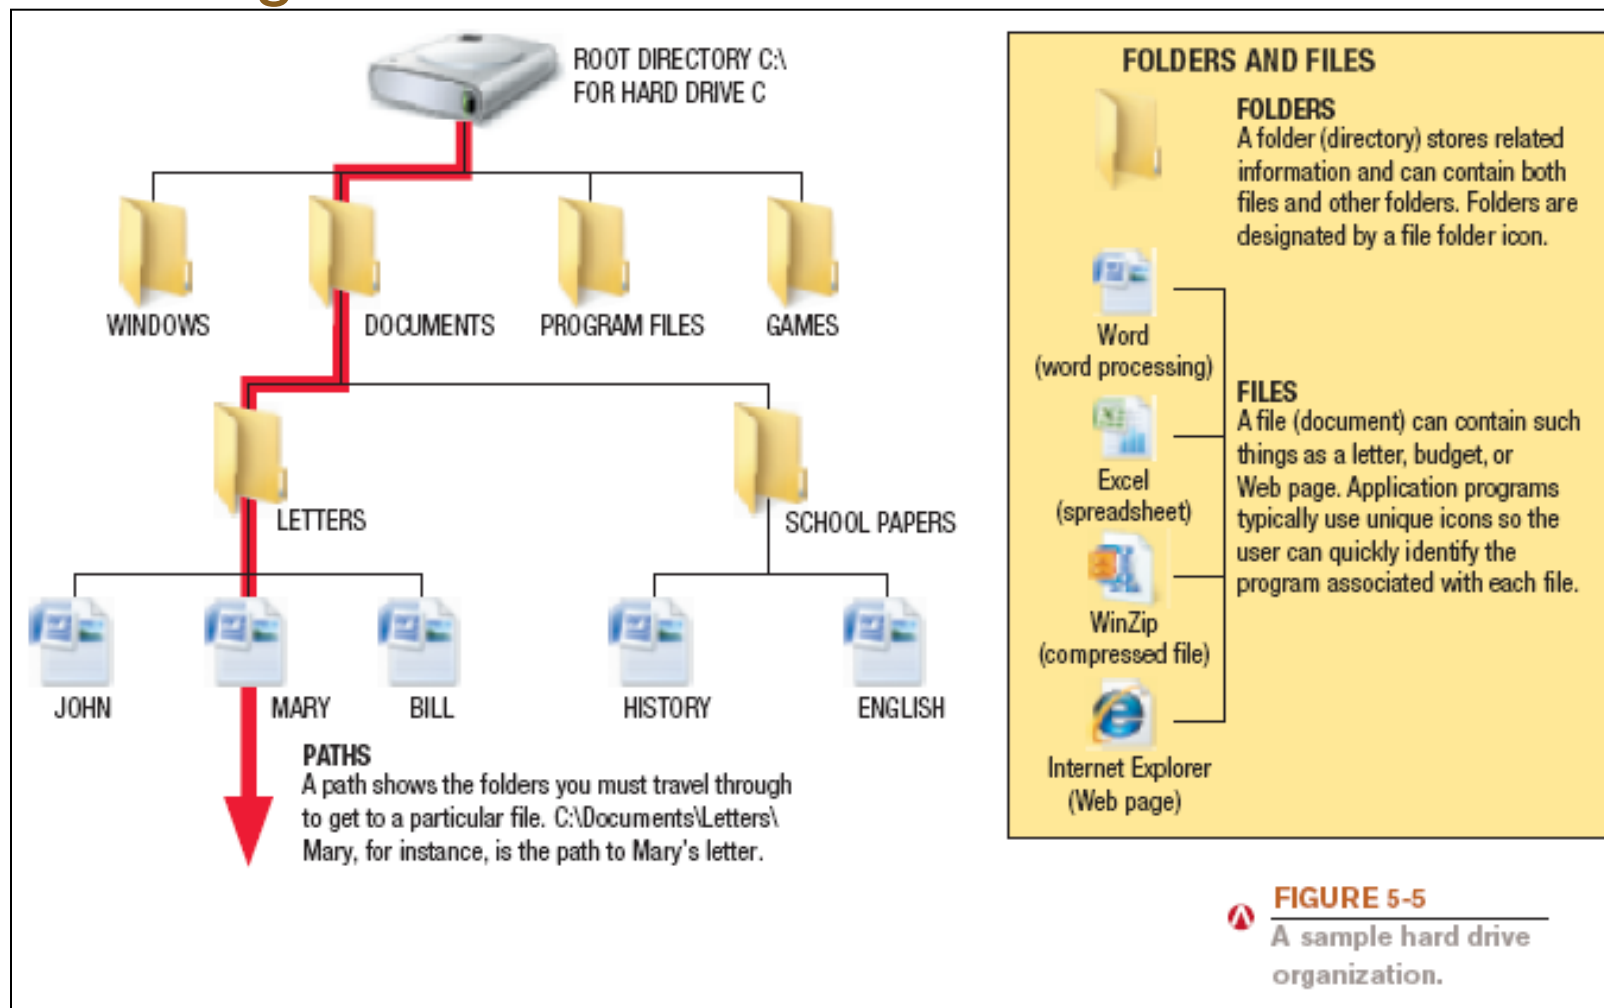 ROOT DIRECTORY C:\
FOR HARD DRIVE C
WINDOWS
DOCUMENTS
PROGRAM FILES
GAMES
LETTERS
SCHOOL PAPERS
JOHN
MARY
BILL
HISTORY
ENGLISH
PATHS
A path shows the folders you must travel through
to get to a particular file. C:\Documents\Letters\
Mary, for instance, is the path to Mary's letter.
FOLDERS AND FILES
FOLDERS
A folder (directory) stores related
information and can contain both
files and other folders. Folders are
designated by a file folder icon.
Word
(word processing)
Excel
(spreadsheet)
WinZip
(compressed file)
Internet Explorer
(Web page)
FILES
A file (document) can contain such
things as a letter, budget, or
Web page. Application programs
typically use unique icons so the
user can quickly identify the
program associated with each file.
FIGURE 5-5
A sample hard drive
organization.